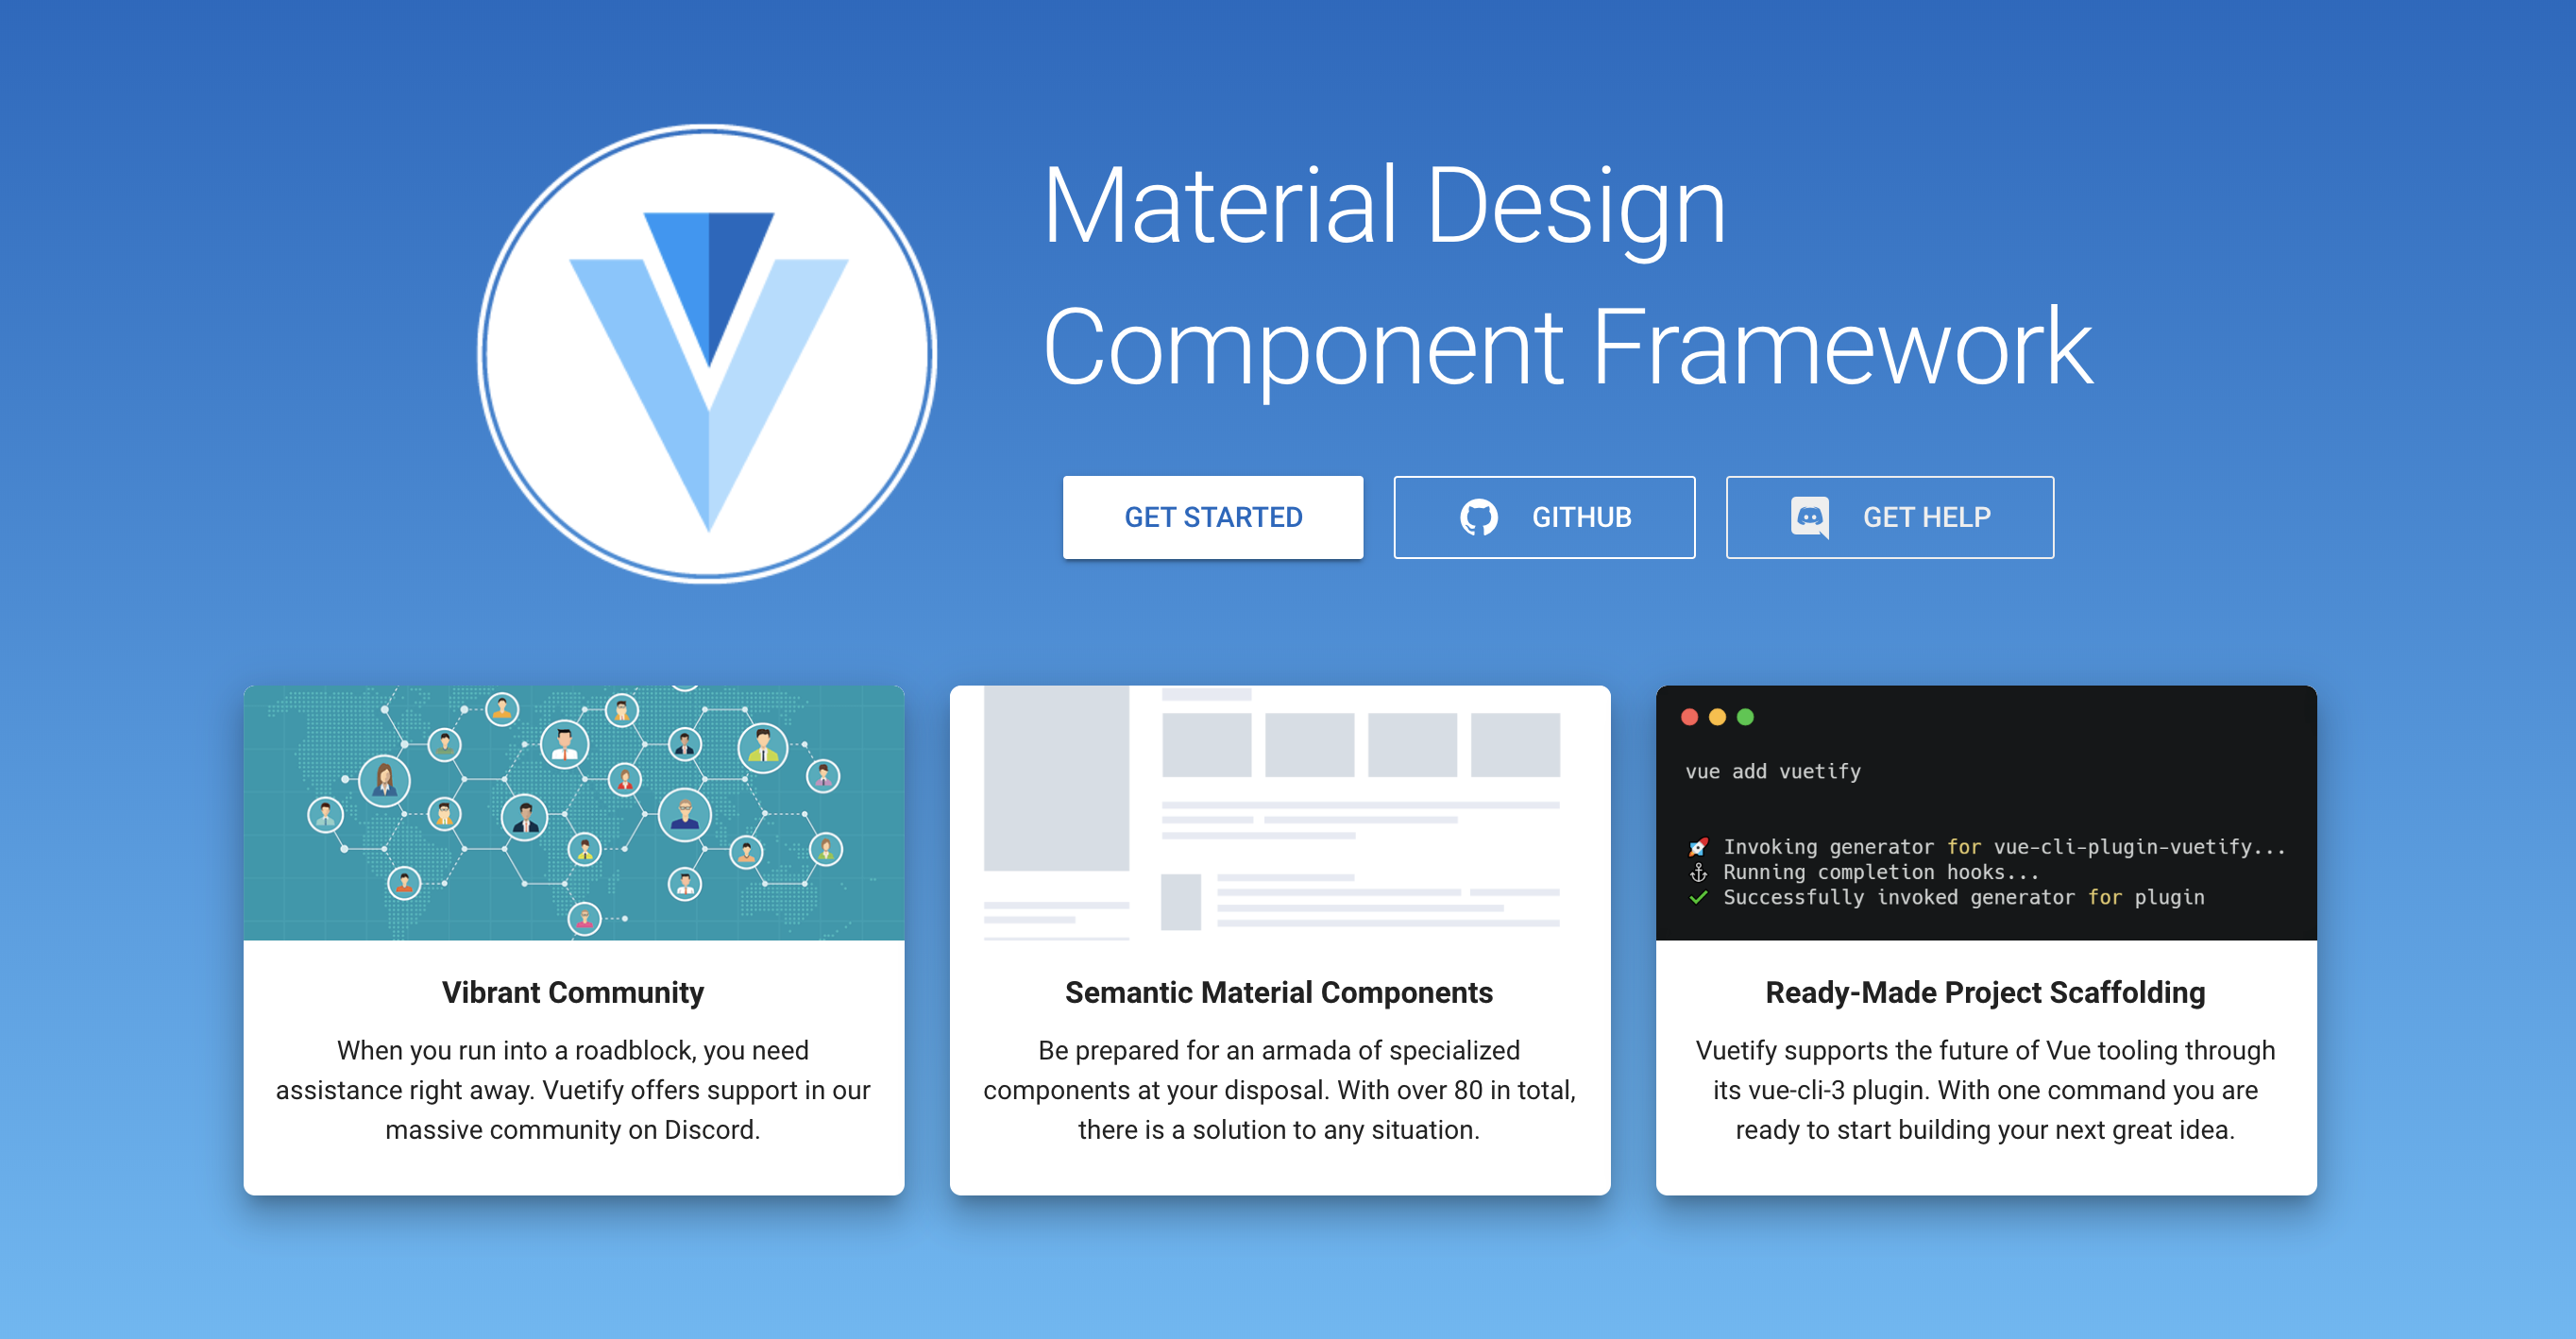 Material Design
Component Framework
GET STARTED
GITHUB
GET HELP
Vibrant Community
When you run into a roadblock, you need
assistance right away. Vuetify offers support in our
massive community on Discord.
Semantic Material Components
Be prepared for an armada of specialized
components at your disposal. With over 80 in total,
there is a solution to any situation.
vue add vuetify
🚀 Invoking generator for vue-cli-plugin-vuetify...
⚓ Running completion hooks...
✔ Successfully invoked generator for plugin
Ready-Made Project Scaffolding
Vuetify supports the future of Vue tooling through
its vue-cli-3 plugin. With one command you are
ready to start building your next great idea.